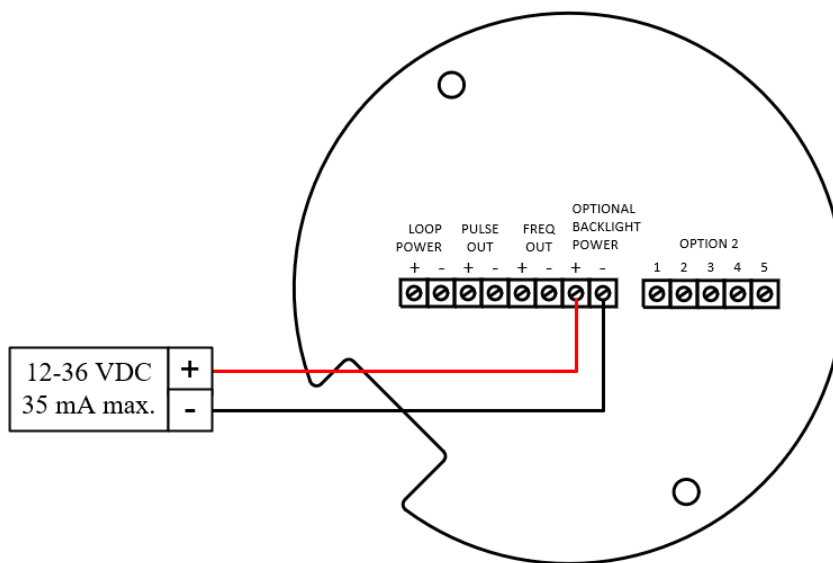 OPTIONAL
LOOP PULSE FREQ BACKLIGHT
POWER OUT OUT POWER OPTION 2
+ - + - + - + - 1 2 3 4 5
12-36 VDC +
35 mA max. -